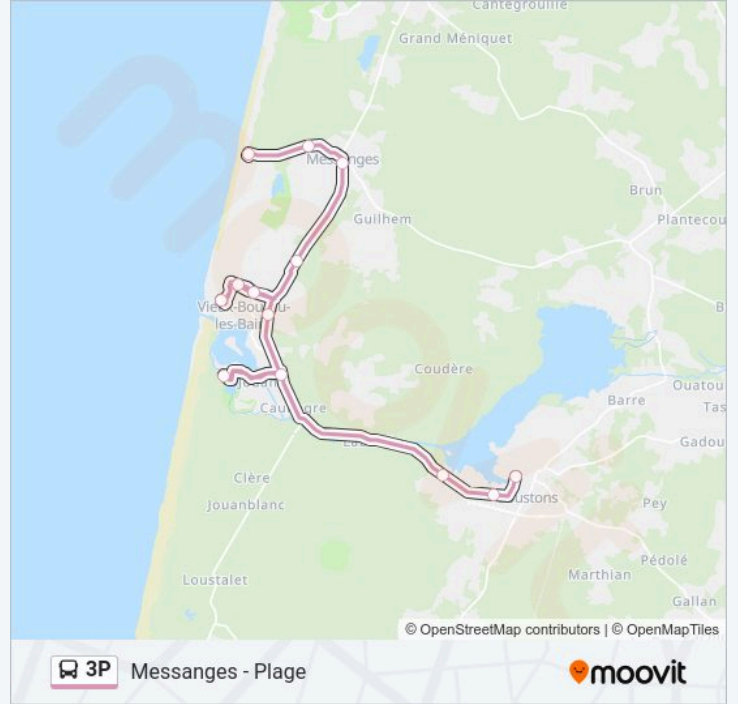 Cantegrouille
Grand Méniquet
Messanges
Brun
Plantecou
Guilhem
B
Vieux-Boucau-
les-Bains
Coudère
Ouatou
Barre
Tas
Gadou
Clère
Jouanblanc
Pey
Pédolé
Marthian
Loustalet
Gallan
© OpenStreetMap contributors | © OpenMapTiles
3P Messanges - Plage
moovit